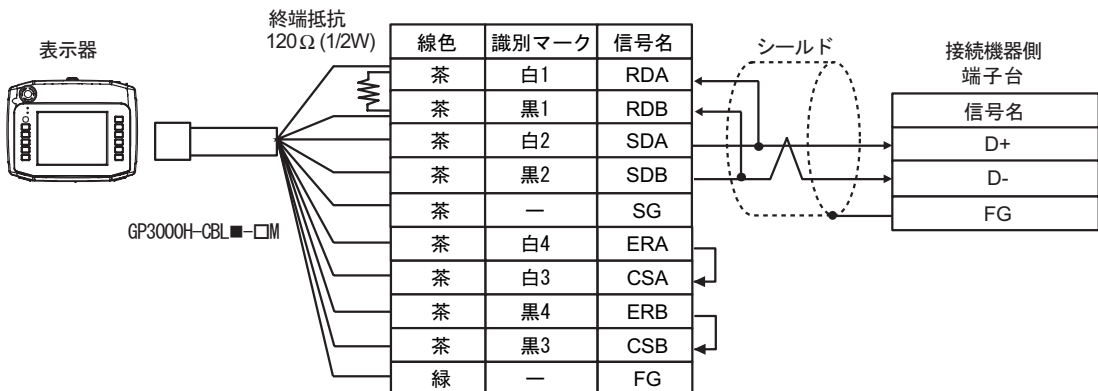 表示器
GP3000H-CBL■-□M
終端抵抗
120Ω (1/2W)
線色 識別マーク 信号名
茶 白1 RDA
茶 黒1 RDB
茶 白2 SDA
茶 黒2 SDB
茶 — SG
茶 白4 ERA
茶 白3 CSA
茶 黒4 ERB
茶 黒3 CSB
緑 — FG
シールド
接続機器側
端子台
信号名
D+
D-
FG